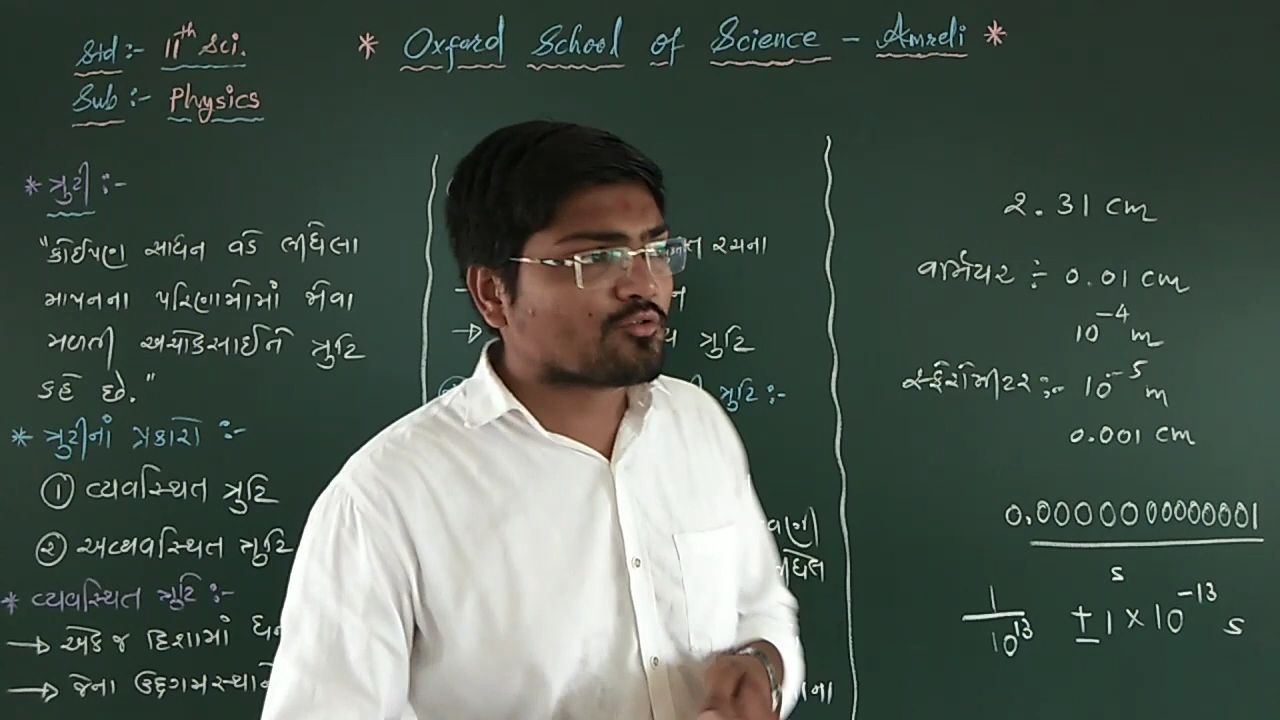 Std :- 11th Sci.
* Oxford School of Science - Amreli *
Sub :- Physics
* ત્રુટી :-
"કોઈપણ સાધન વડે લીધેલા
માપનના પરિણામોમાં મેવા
મળતી અચોકસાઈને ત્રુટિ
કહે છે."
* ત્રુટીનાં પ્રકારો :-
① વ્યવસ્થિત ત્રુટિ
② અવ્યવસ્થિત ત્રુટિ
* વ્યવસ્થિત ત્રુટિ :-
→ એક જ દિશામાં
→ જેના
રચના
→
ત્રુટિ
ત્રુટિ :-
2.31 cm
વર્નિયર ÷ 0.01 cm
10⁻⁴ m
સ્ફેરોમીટર :- 10⁻⁵ m
0.001 cm
0.0000000000001
s
1/10¹³ ± 1 × 10⁻¹³ s